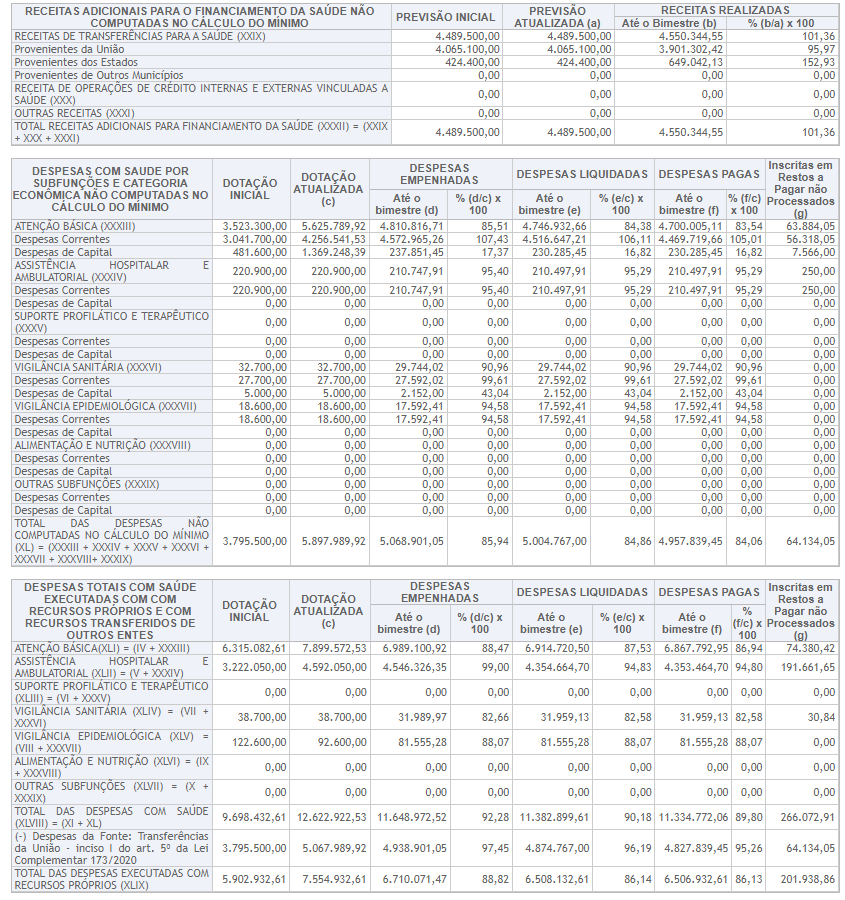 RECEITAS ADICIONAIS PARA O FINANCIAMENTO DA SAÚDE NÃO COMPUTADAS NO CÁLCULO DO MÍNIMO PREVISÃO INICIAL PREVISÃO ATUALIZADA (a) RECEITAS REALIZADAS
Até o Bimestre (b) % (b/a) x 100
RECEITAS DE TRANSFERÊNCIAS PARA A SAÚDE (XXIX) 4.489.500,00 4.489.500,00 4.550.344,55 101,36
Provenientes da União 4.065.100,00 4.065.100,00 3.901.302,42 95,97
Provenientes dos Estados 424.400,00 424.400,00 649.042,13 152,93
Provenientes de Outros Municípios 0,00 0,00 0,00 0,00
RECEITA DE OPERAÇÕES DE CRÉDITO INTERNAS E EXTERNAS VINCULADAS A SAÚDE (XXX) 0,00 0,00 0,00 0,00
OUTRAS RECEITAS (XXXI) 0,00 0,00 0,00 0,00
TOTAL RECEITAS ADICIONAIS PARA FINANCIAMENTO DA SAÚDE (XXXII) = (XXIX + XXX + XXXI) 4.489.500,00 4.489.500,00 4.550.344,55 101,36
DESPESAS COM SAUDE POR SUBFUNÇÕES E CATEGORIA ECONÔMICA NÃO COMPUTADAS NO CÁLCULO DO MÍNIMO DOTAÇÃO INICIAL DOTAÇÃO ATUALIZADA (c) DESPESAS EMPENHADAS DESPESAS LIQUIDADAS DESPESAS PAGAS Inscritas em Restos a Pagar não Processados (g)
Até o bimestre (d) % (d/c) x 100 Até o bimestre (e) % (e/c) x 100 Até o bimestre (f) % (f/c) x 100
ATENÇÃO BÁSICA (XXXIII) 3.523.300,00 5.625.789,92 4.810.816,71 85,51 4.746.932,66 84,38 4.700.005,11 83,54 63.884,05
Despesas Correntes 3.041.700,00 4.256.541,53 4.572.965,26 107,43 4.516.647,21 106,11 4.469.719,66 105,01 56.318,05
Despesas de Capital 481.600,00 1.369.248,39 237.851,45 17,37 230.285,45 16,82 230.285,45 16,82 7.566,00
ASSISTÊNCIA HOSPITALAR E AMBULATORIAL (XXXIV) 220.900,00 220.900,00 210.747,91 95,40 210.497,91 95,29 210.497,91 95,29 250,00
Despesas Correntes 220.900,00 220.900,00 210.747,91 95,40 210.497,91 95,29 210.497,91 95,29 250,00
Despesas de Capital 0,00 0,00 0,00 0,00 0,00 0,00 0,00 0,00 0,00
SUPORTE PROFILÁTICO E TERAPÊUTICO (XXXV) 0,00 0,00 0,00 0,00 0,00 0,00 0,00 0,00 0,00
Despesas Correntes 0,00 0,00 0,00 0,00 0,00 0,00 0,00 0,00 0,00
Despesas de Capital 0,00 0,00 0,00 0,00 0,00 0,00 0,00 0,00 0,00
VIGILÂNCIA SANITÁRIA (XXXVI) 32.700,00 32.700,00 29.744,02 90,96 29.744,02 90,96 29.744,02 90,96 0,00
Despesas Correntes 27.700,00 27.700,00 27.592,02 99,61 27.592,02 99,61 27.592,02 99,61 0,00
Despesas de Capital 5.000,00 5.000,00 2.152,00 43,04 2.152,00 43,04 2.152,00 43,04 0,00
VIGILÂNCIA EPIDEMIOLÓGICA (XXXVII) 18.600,00 18.600,00 17.592,41 94,58 17.592,41 94,58 17.592,41 94,58 0,00
Despesas Correntes 18.600,00 18.600,00 17.592,41 94,58 17.592,41 94,58 17.592,41 94,58 0,00
Despesas de Capital 0,00 0,00 0,00 0,00 0,00 0,00 0,00 0,00 0,00
ALIMENTAÇÃO E NUTRIÇÃO (XXXVIII) 0,00 0,00 0,00 0,00 0,00 0,00 0,00 0,00 0,00
Despesas Correntes 0,00 0,00 0,00 0,00 0,00 0,00 0,00 0,00 0,00
Despesas de Capital 0,00 0,00 0,00 0,00 0,00 0,00 0,00 0,00 0,00
OUTRAS SUBFUNÇÕES (XXXIX) 0,00 0,00 0,00 0,00 0,00 0,00 0,00 0,00 0,00
Despesas Correntes 0,00 0,00 0,00 0,00 0,00 0,00 0,00 0,00 0,00
Despesas de Capital 0,00 0,00 0,00 0,00 0,00 0,00 0,00 0,00 0,00
TOTAL DAS DESPESAS NÃO COMPUTADAS NO CÁLCULO DO MÍNIMO (XL) = (XXXIII + XXXIV + XXXV + XXXVI + XXXVII + XXXVIII+ XXXIX) 3.795.500,00 5.897.989,92 5.068.901,05 85,94 5.004.767,00 84,86 4.957.839,45 84,06 64.134,05
DESPESAS TOTAIS COM SAÚDE EXECUTADAS COM COM RECURSOS PRÓPRIOS E COM RECURSOS TRANSFERIDOS DE OUTROS ENTES DOTAÇÃO INICIAL DOTAÇÃO ATUALIZADA (c) DESPESAS EMPENHADAS DESPESAS LIQUIDADAS DESPESAS PAGAS Inscritas em Restos a Pagar não Processados (g)
Até o bimestre (d) % (d/c) x 100 Até o bimestre (e) % (e/c) x 100 Até o bimestre (f) % (f/c) x 100
ATENÇÃO BÁSICA(XLI) = (IV + XXXIII) 6.315.082,61 7.899.572,53 6.989.100,92 88,47 6.914.720,50 87,53 6.867.792,95 86,94 74.380,42
ASSISTÊNCIA HOSPITALAR E AMBULATORIAL (XLII) = (V + XXXIV) 3.222.050,00 4.592.050,00 4.546.326,35 99,00 4.354.664,70 94,83 4.353.464,70 94,80 191.661,65
SUPORTE PROFILÁTICO E TERAPÊUTICO (XLIII) = (VI + XXXV) 0,00 0,00 0,00 0,00 0,00 0,00 0,00 0,00 0,00
VIGILÂNCIA SANITÁRIA (XLIV) = (VII + XXXVI) 38.700,00 38.700,00 31.989,97 82,66 31.959,13 82,58 31.959,13 82,58 30,84
VIGILÂNCIA EPIDEMIOLÓGICA (XLV) = (VIII + XXXVII) 122.600,00 92.600,00 81.555,28 88,07 81.555,28 88,07 81.555,28 88,07 0,00
ALIMENTAÇÃO E NUTRIÇÃO (XLVI) = (IX + XXXVIII) 0,00 0,00 0,00 0,00 0,00 0,00 0,00 0,00 0,00
OUTRAS SUBFUNÇÕES (XLVII) = (X + XXXIX) 0,00 0,00 0,00 0,00 0,00 0,00 0,00 0,00 0,00
TOTAL DAS DESPESAS COM SAÚDE (XLVIII) = (XI + XL) 9.698.432,61 12.622.922,53 11.648.972,52 92,28 11.382.899,61 90,18 11.334.772,06 89,80 266.072,91
(-) Despesas da Fonte: Transferências da União - inciso I do art. 5º da Lei Complementar 173/2020 3.795.500,00 5.067.989,92 4.938.901,05 97,45 4.874.767,00 96,19 4.827.839,45 95,26 64.134,05
TOTAL DAS DESPESAS EXECUTADAS COM RECURSOS PRÓPRIOS (XLIX) 5.902.932,61 7.554.932,61 6.710.071,47 88,82 6.508.132,61 86,14 6.506.932,61 86,13 201.938,86